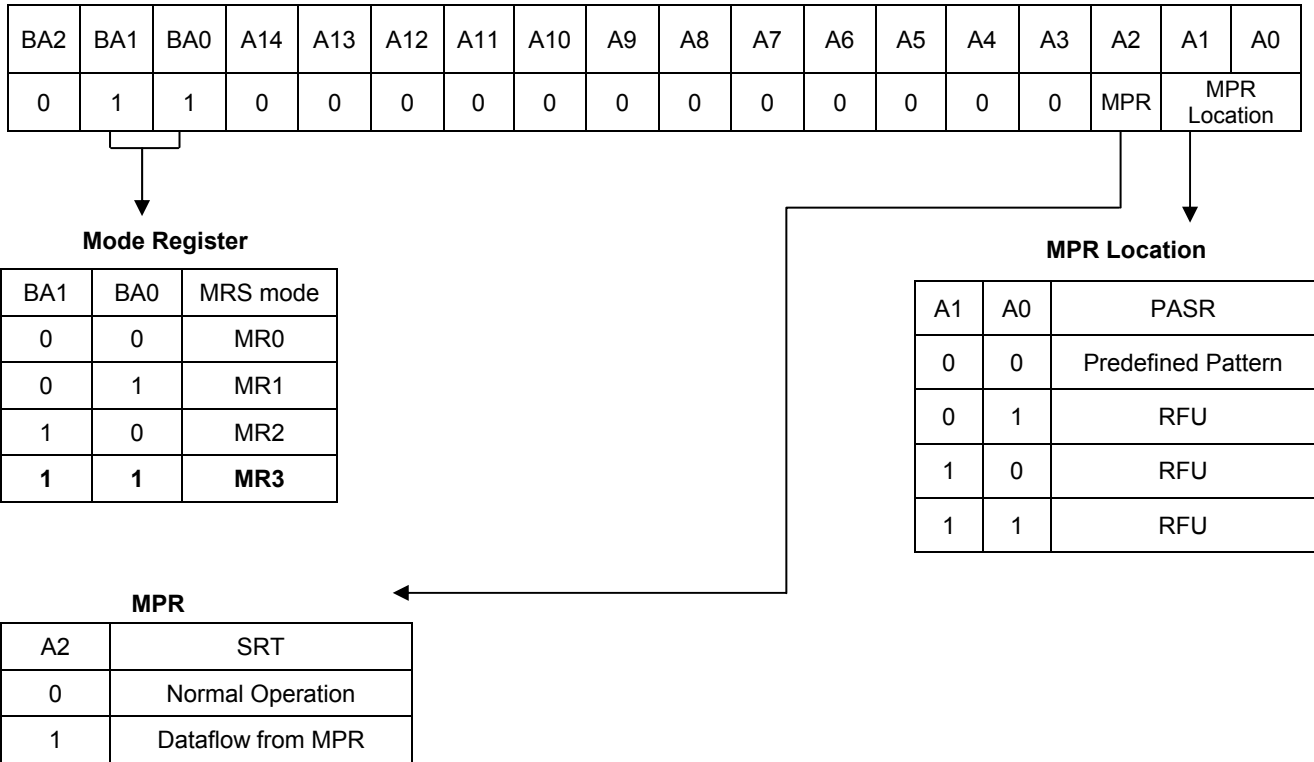 BA2 BA1 BA0 A14 A13 A12 A11 A10 A9 A8 A7 A6 A5 A4 A3 A2 A1 A0
0 1 1 0 0 0 0 0 0 0 0 0 0 0 0 MPR MPR
Location
Mode Register
BA1 BA0 MRS mode
0 0 MR0
0 1 MR1
1 0 MR2
1 1 MR3
MPR Location
A1 A0 PASR
0 0 Predefined Pattern
0 1 RFU
1 0 RFU
1 1 RFU
MPR
A2 SRT
0 Normal Operation
1 Dataflow from MPR